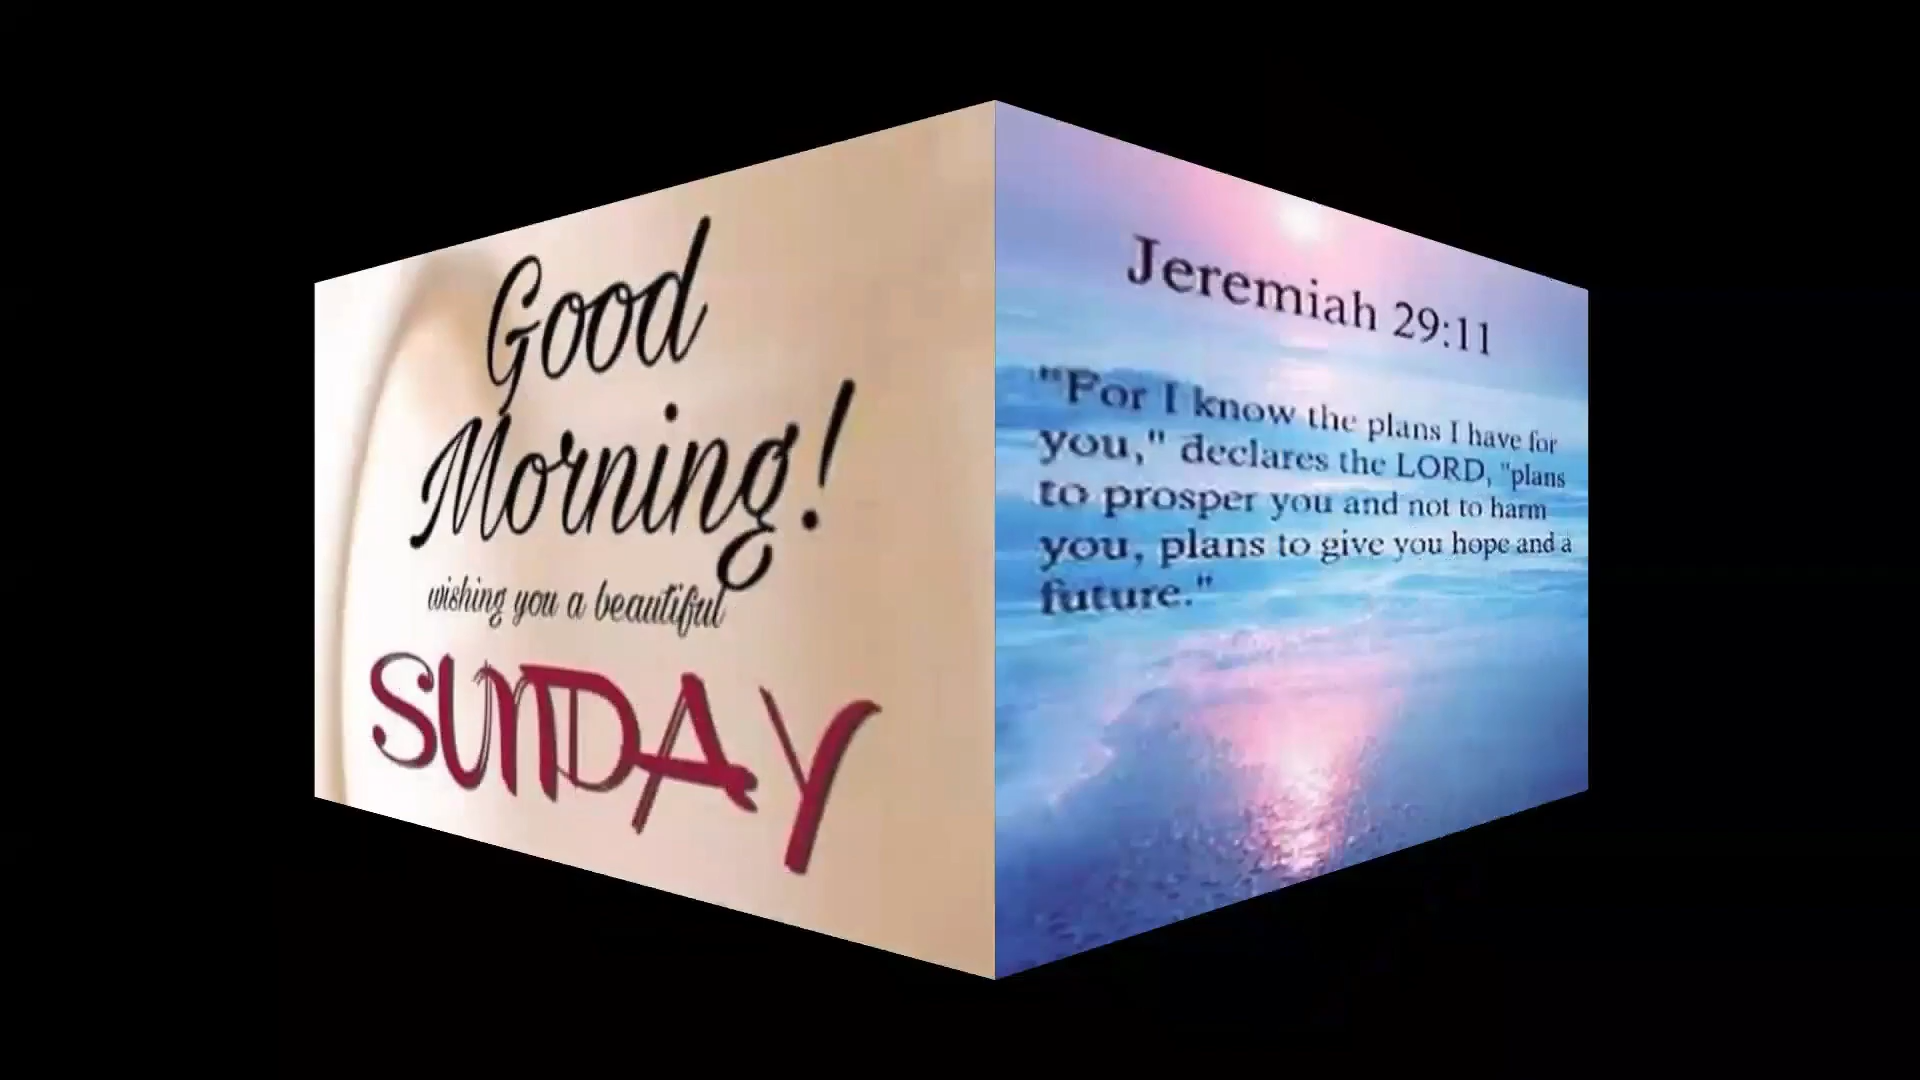 Good
Morning!
wishing you a beautiful
SUNDAY
Jeremiah 29:11
"For I know the plans I have for
you," declares the LORD, "plans
to prosper you and not to harm
you, plans to give you hope and a
future."